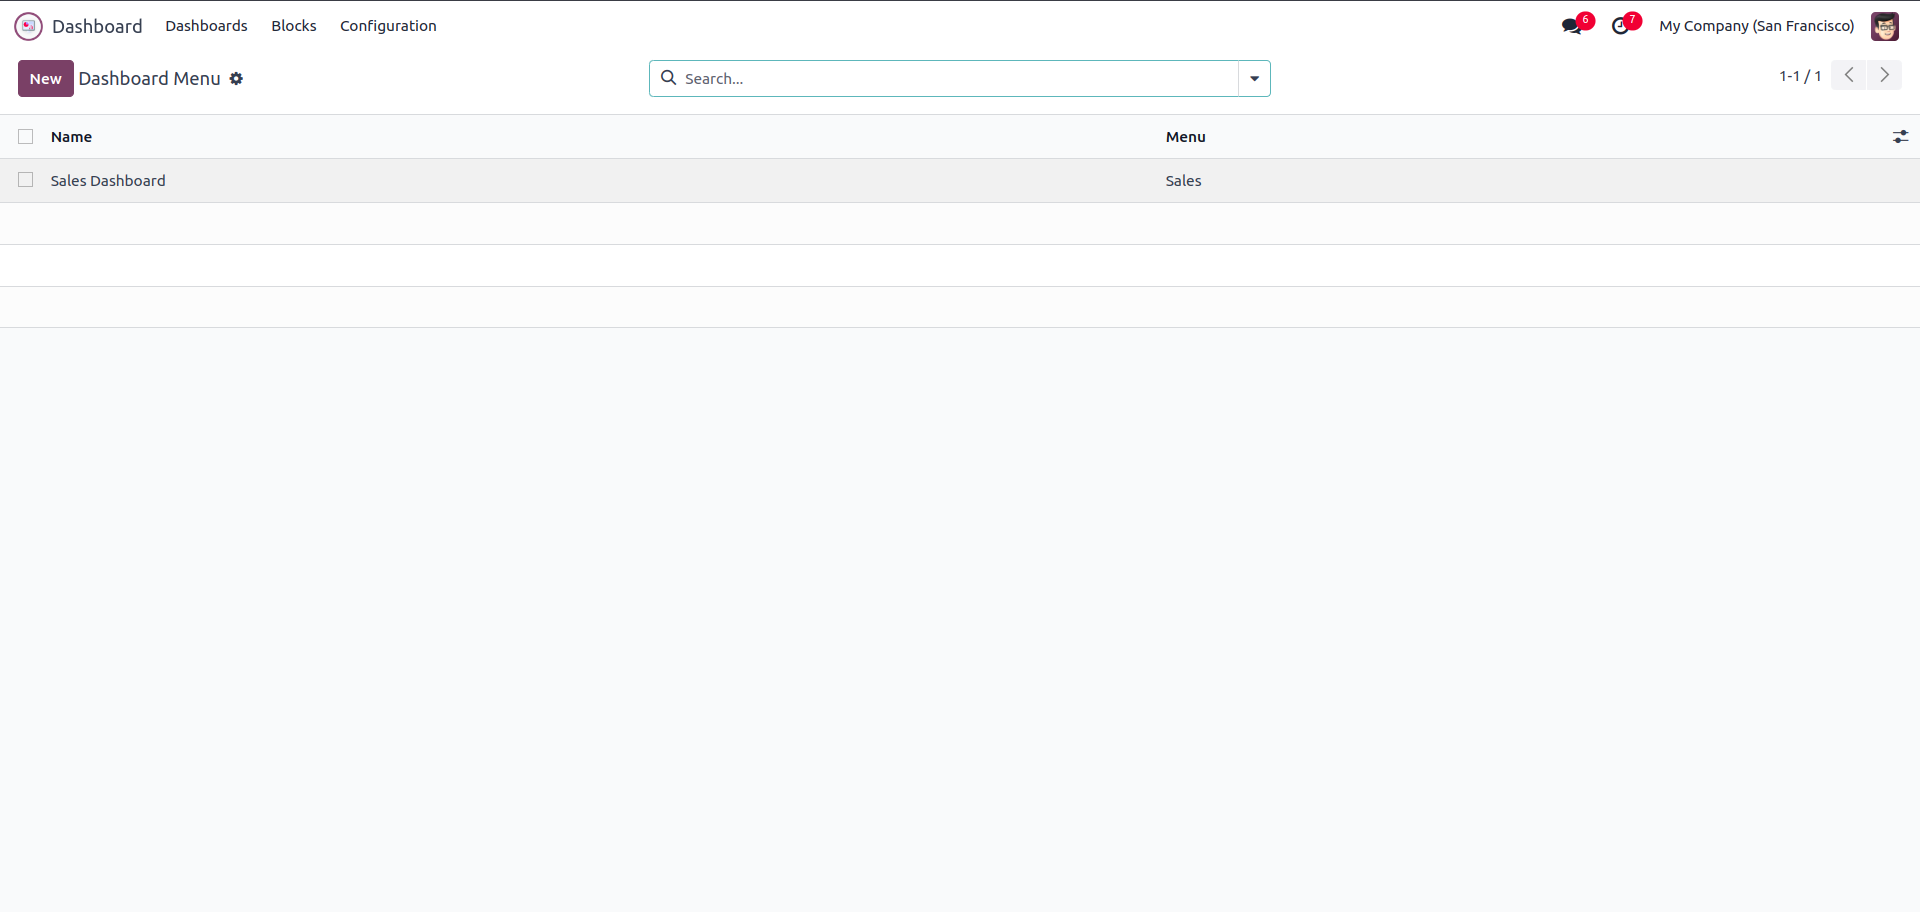 Dashboard Dashboards Blocks Configuration 6 7 My Company (San Francisco)
New Dashboard Menu Search... 1-1 / 1
Name Menu
Sales Dashboard Sales